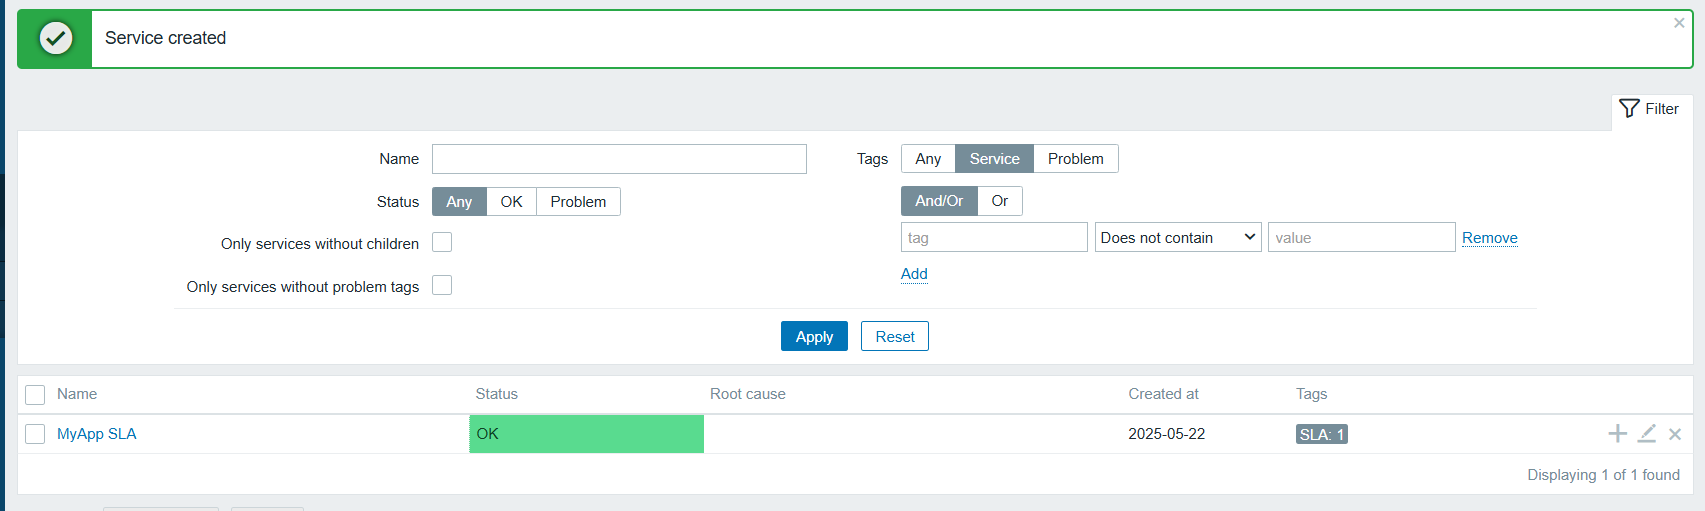 Service created
Filter
Name
Tags Any Service Problem
Status Any OK Problem
And/Or Or
Only services without children
tag Does not contain value Remove
Add
Only services without problem tags
Apply Reset
Name Status Root cause Created at Tags
MyApp SLA OK 2025-05-22 SLA: 1
Displaying 1 of 1 found